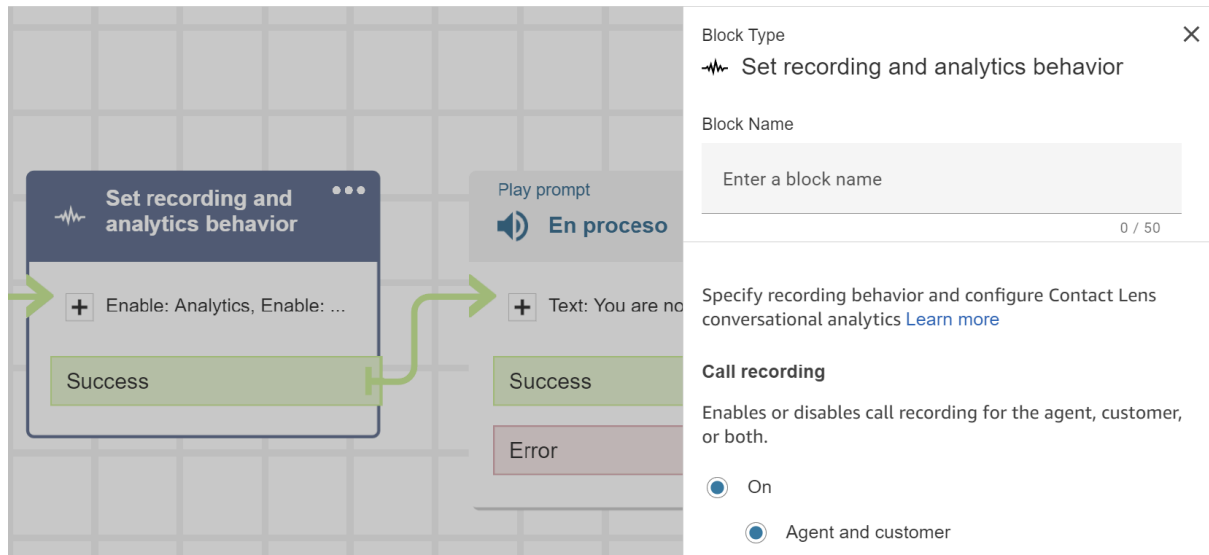 Set recording and
analytics behavior
Enable: Analytics, Enable: ...
Success
Play prompt
En proceso
Text: You are no
Success
Error
Block Type
Set recording and analytics behavior
Block Name
Enter a block name
0 / 50
Specify recording behavior and configure Contact Lens
conversational analytics Learn more
Call recording
Enables or disables call recording for the agent, customer,
or both.
On
Agent and customer